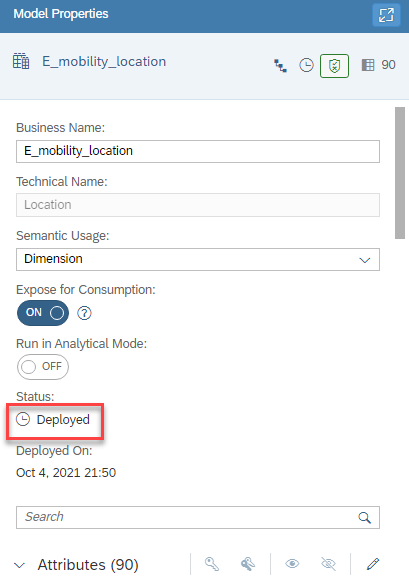 Model Properties
E_mobility_location
90
Business Name:
E_mobility_location
Technical Name:
Location
Semantic Usage:
Dimension
Expose for Consumption:
ON
?
Run in Analytical Mode:
OFF
Status:
Deployed
Deployed On:
Oct 4, 2021 21:50
Search
Attributes (90)